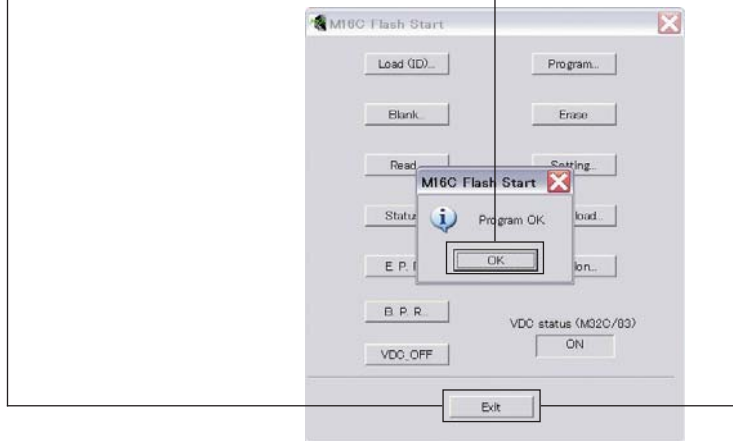 M16C Flash Start
Load (ID)...
Program...
Blank...
Erase
Read...
Setting...
M16C Flash Start
Program OK
OK
E. P. R
B. P. R...
VDC status (M32C/83)
ON
VDC_OFF
Exit